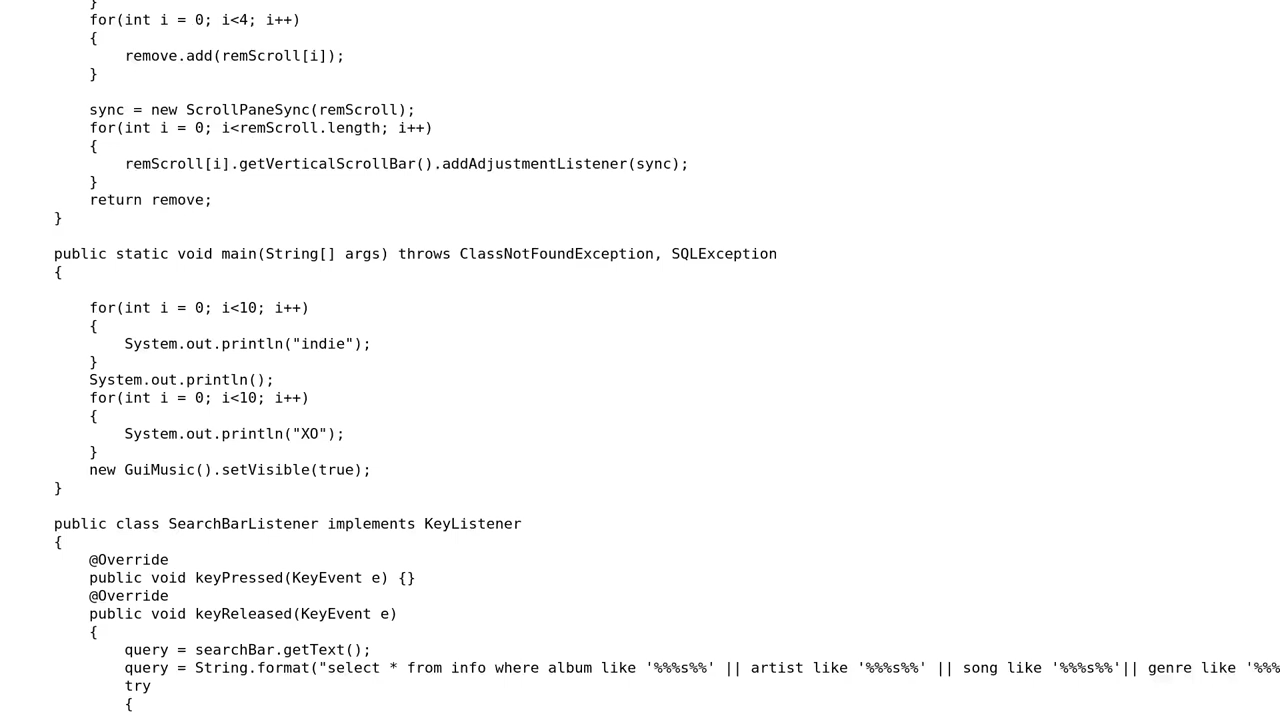 }
for(int i = 0; i<4; i++)
{
remove.add(remScroll[i]);
}
sync = new ScrollPaneSync(remScroll);
for(int i = 0; i<remScroll.length; i++)
{
remScroll[i].getVerticalScrollBar().addAdjustmentListener(sync);
}
return remove;
}
public static void main(String[] args) throws ClassNotFoundException, SQLException
{
for(int i = 0; i<10; i++)
{
System.out.println("indie");
}
System.out.println();
for(int i = 0; i<10; i++)
{
System.out.println("XO");
}
new GuiMusic().setVisible(true);
}
public class SearchBarListener implements KeyListener
{
@Override
public void keyPressed(KeyEvent e) {}
@Override
public void keyReleased(KeyEvent e)
{
query = searchBar.getText();
query = String.format("select * from info where album like '%%%s%%' || artist like '%%%s%%' || song like '%%%s%%'|| genre like '%%%
try
{